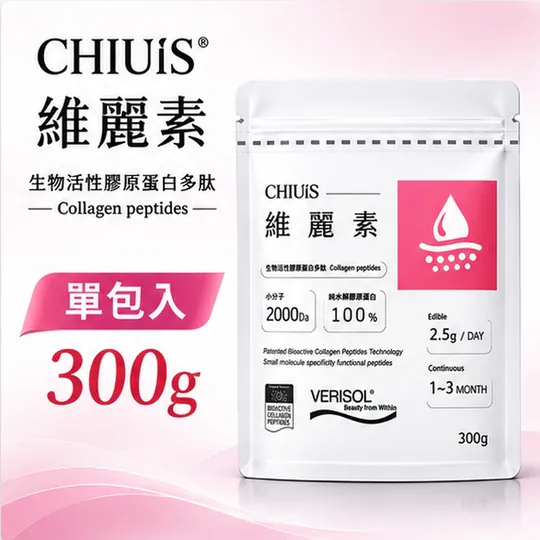 CHIUiS®
維麗素
生物活性膠原蛋白多肽
Collagen peptides
單包入
300g
CHIUiS
維麗素
生物活性膠原蛋白多肽 Collagen peptides
小分子
2000Da
純水解膠原蛋白
100%
Edible
2.5g / DAY
Patented Bioactive Collagen Peptides Technology
Small molecule specificity functional peptides
Continuous
1~3 MONTH
BIOACTIVE
COLLAGEN
PEPTIDES
VERISOL®
Beauty from Within
300g